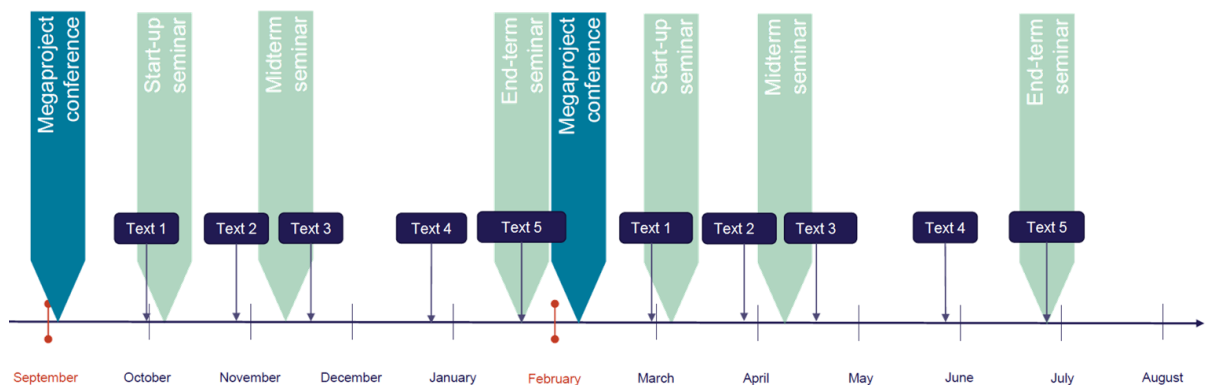 Megaproject
conference
Start-up
seminar
Midterm
seminar
End-term
seminar
Megaproject
conference
Start-up
seminar
Midterm
seminar
End-term
seminar
Text 1
Text 2
Text 3
Text 4
Text 5
Text 1
Text 2
Text 3
Text 4
Text 5
September
October
November
December
January
February
March
April
May
June
July
August